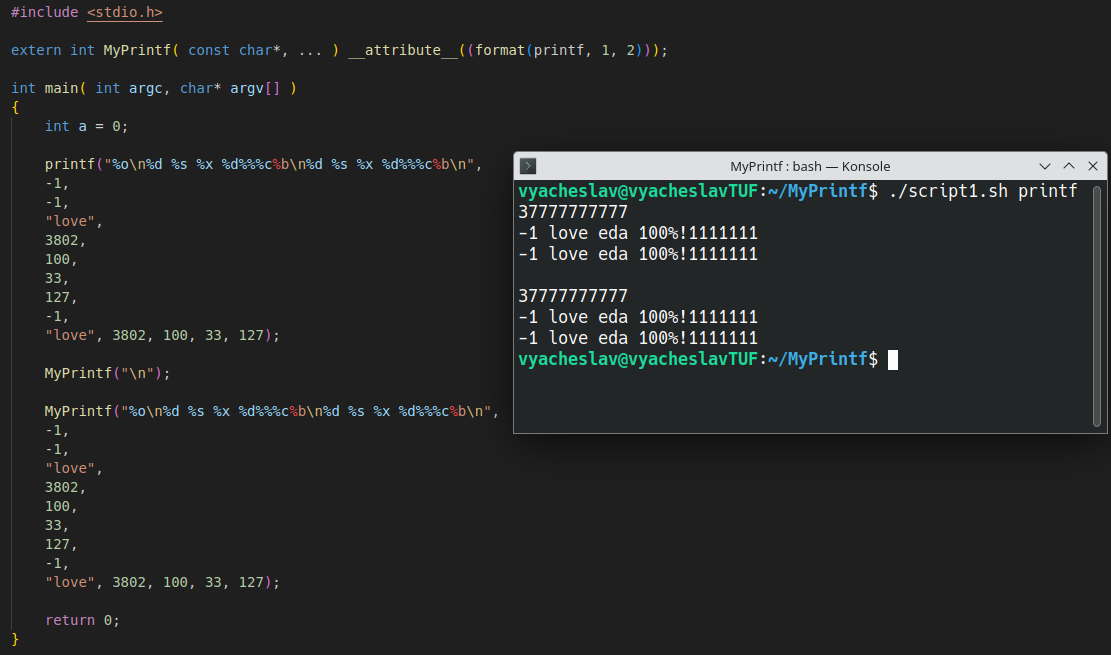 #include <stdio.h>
extern int MyPrintf( const char*, ... ) __attribute__((format(printf, 1, 2)));
int main( int argc, char* argv[] )
{
int a = 0;
printf("%o\n%d %s %x %d%%%c%b\n%d %s %x %d%%%c%b\n",
-1,
-1,
"love",
3802,
100,
33,
127,
-1,
"love", 3802, 100, 33, 127);
MyPrintf("\n");
MyPrintf("%o\n%d %s %x %d%%%c%b\n%d %s %x %d%%%c%b\n",
-1,
-1,
"love",
3802,
100,
33,
127,
-1,
"love", 3802, 100, 33, 127);
return 0;
}
MyPrintf : bash — Konsole
vyacheslav@vyacheslavTUF:~/MyPrintf$ ./script1.sh printf
37777777777
-1 love eda 100%!1111111
-1 love eda 100%!1111111
37777777777
-1 love eda 100%!1111111
-1 love eda 100%!1111111
vyacheslav@vyacheslavTUF:~/MyPrintf$